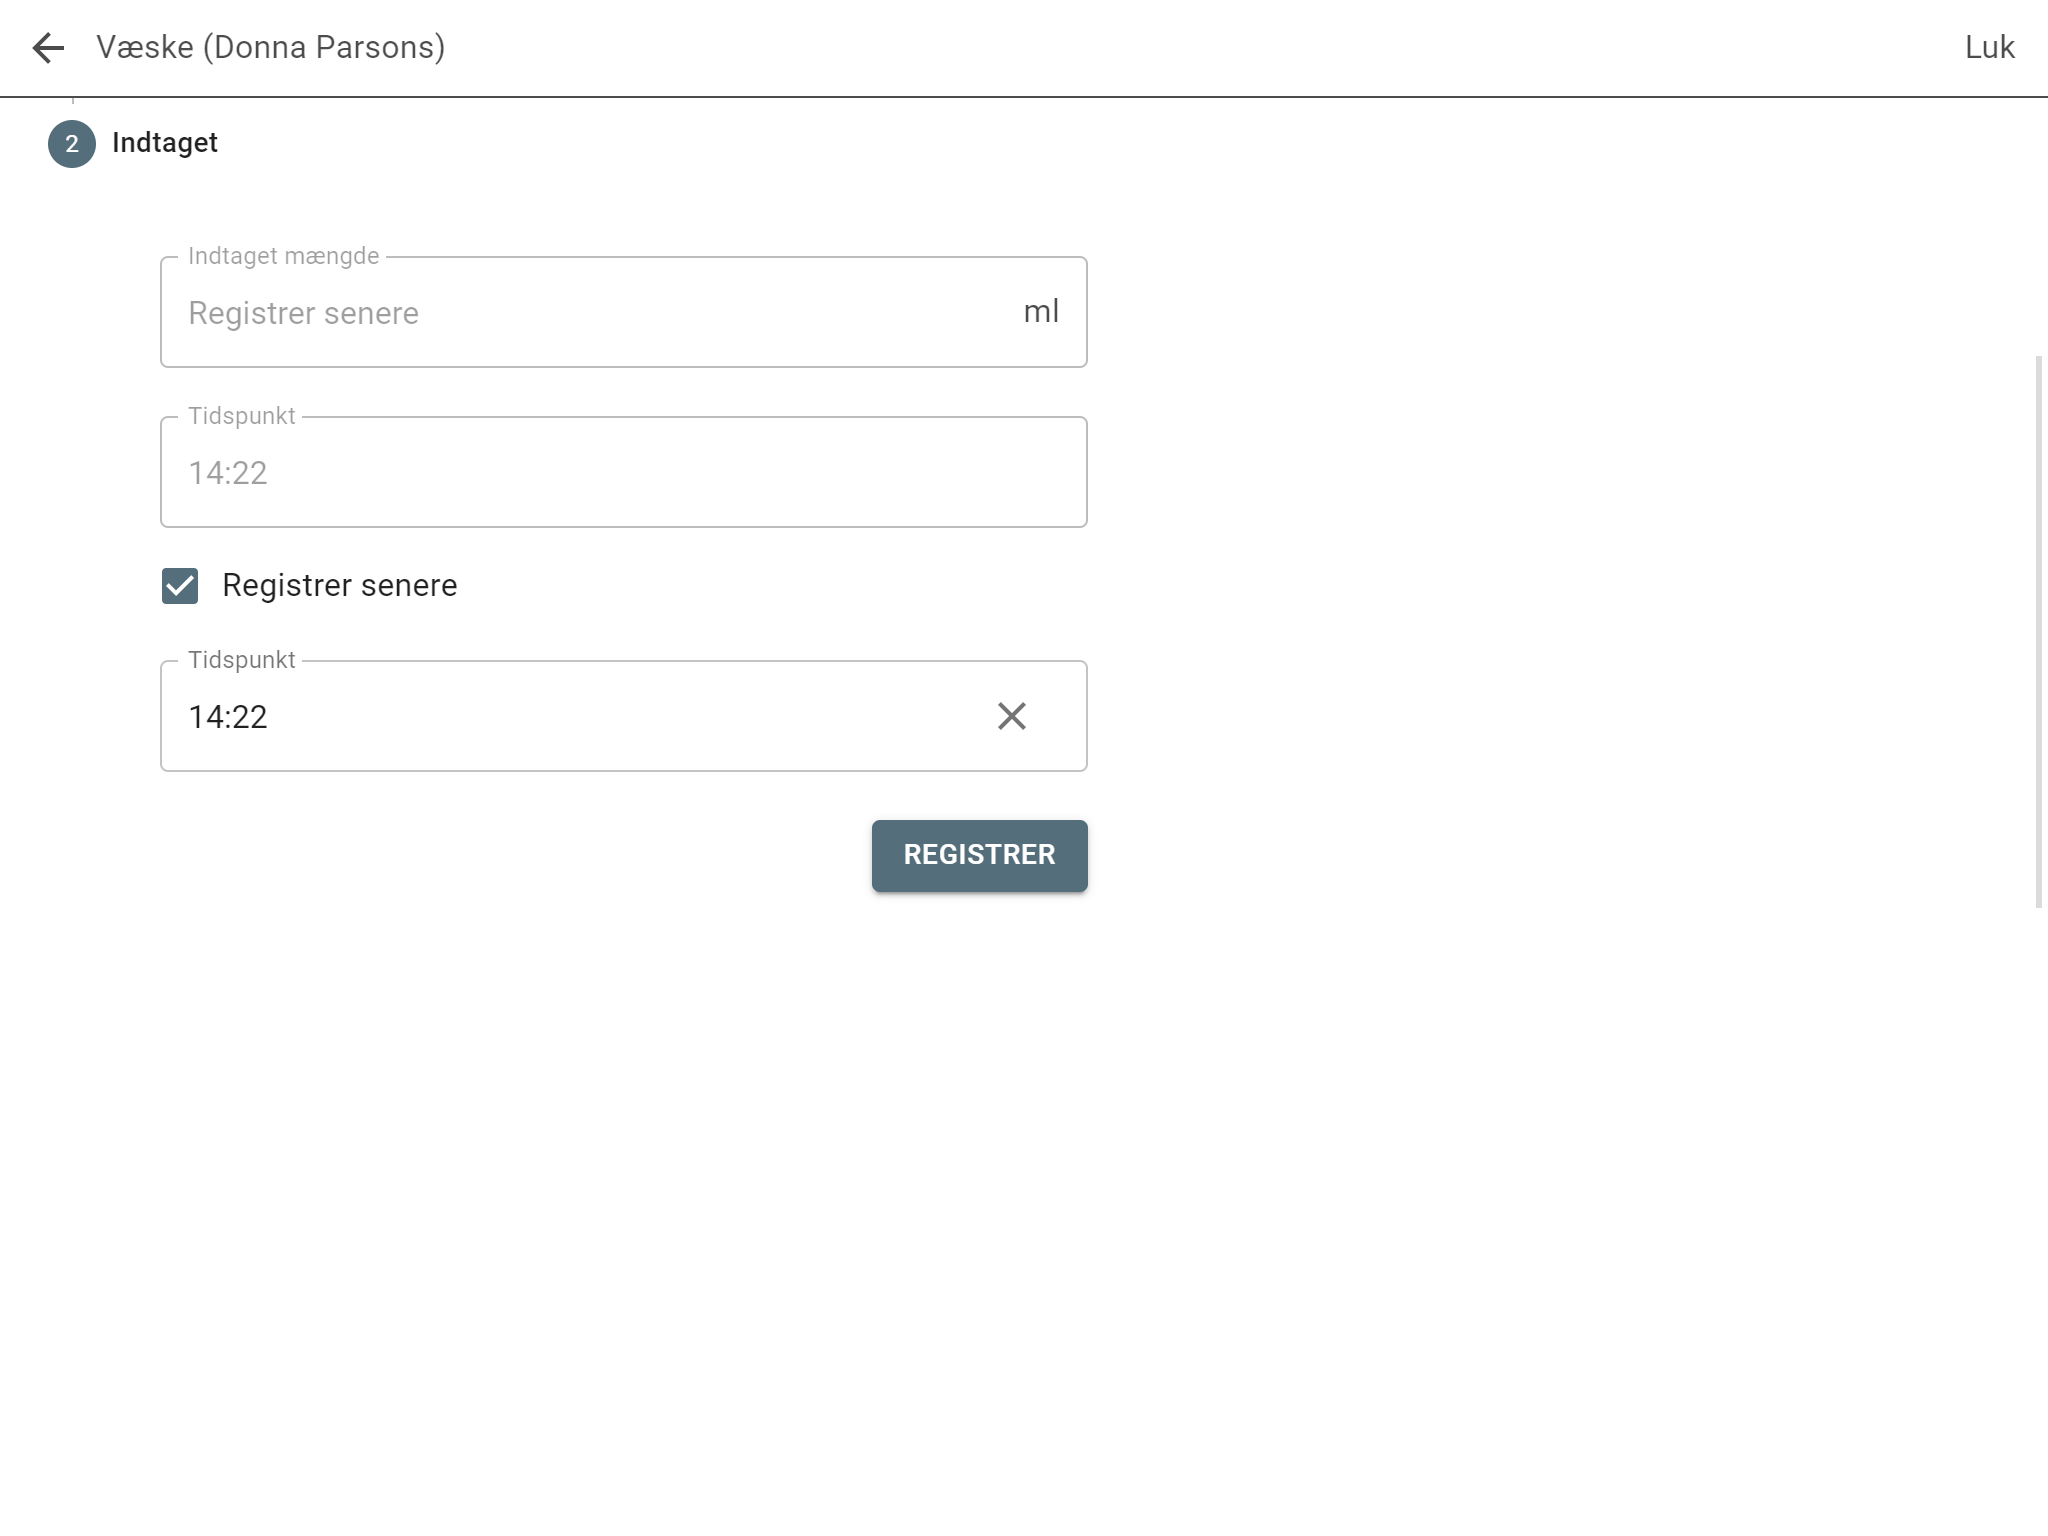 Væske (Donna Parsons)
Luk
2
Indtaget
Indtaget mængde
Registrer senere
ml
Tidspunkt
14:22
Registrer senere
Tidspunkt
14:22
REGISTRER